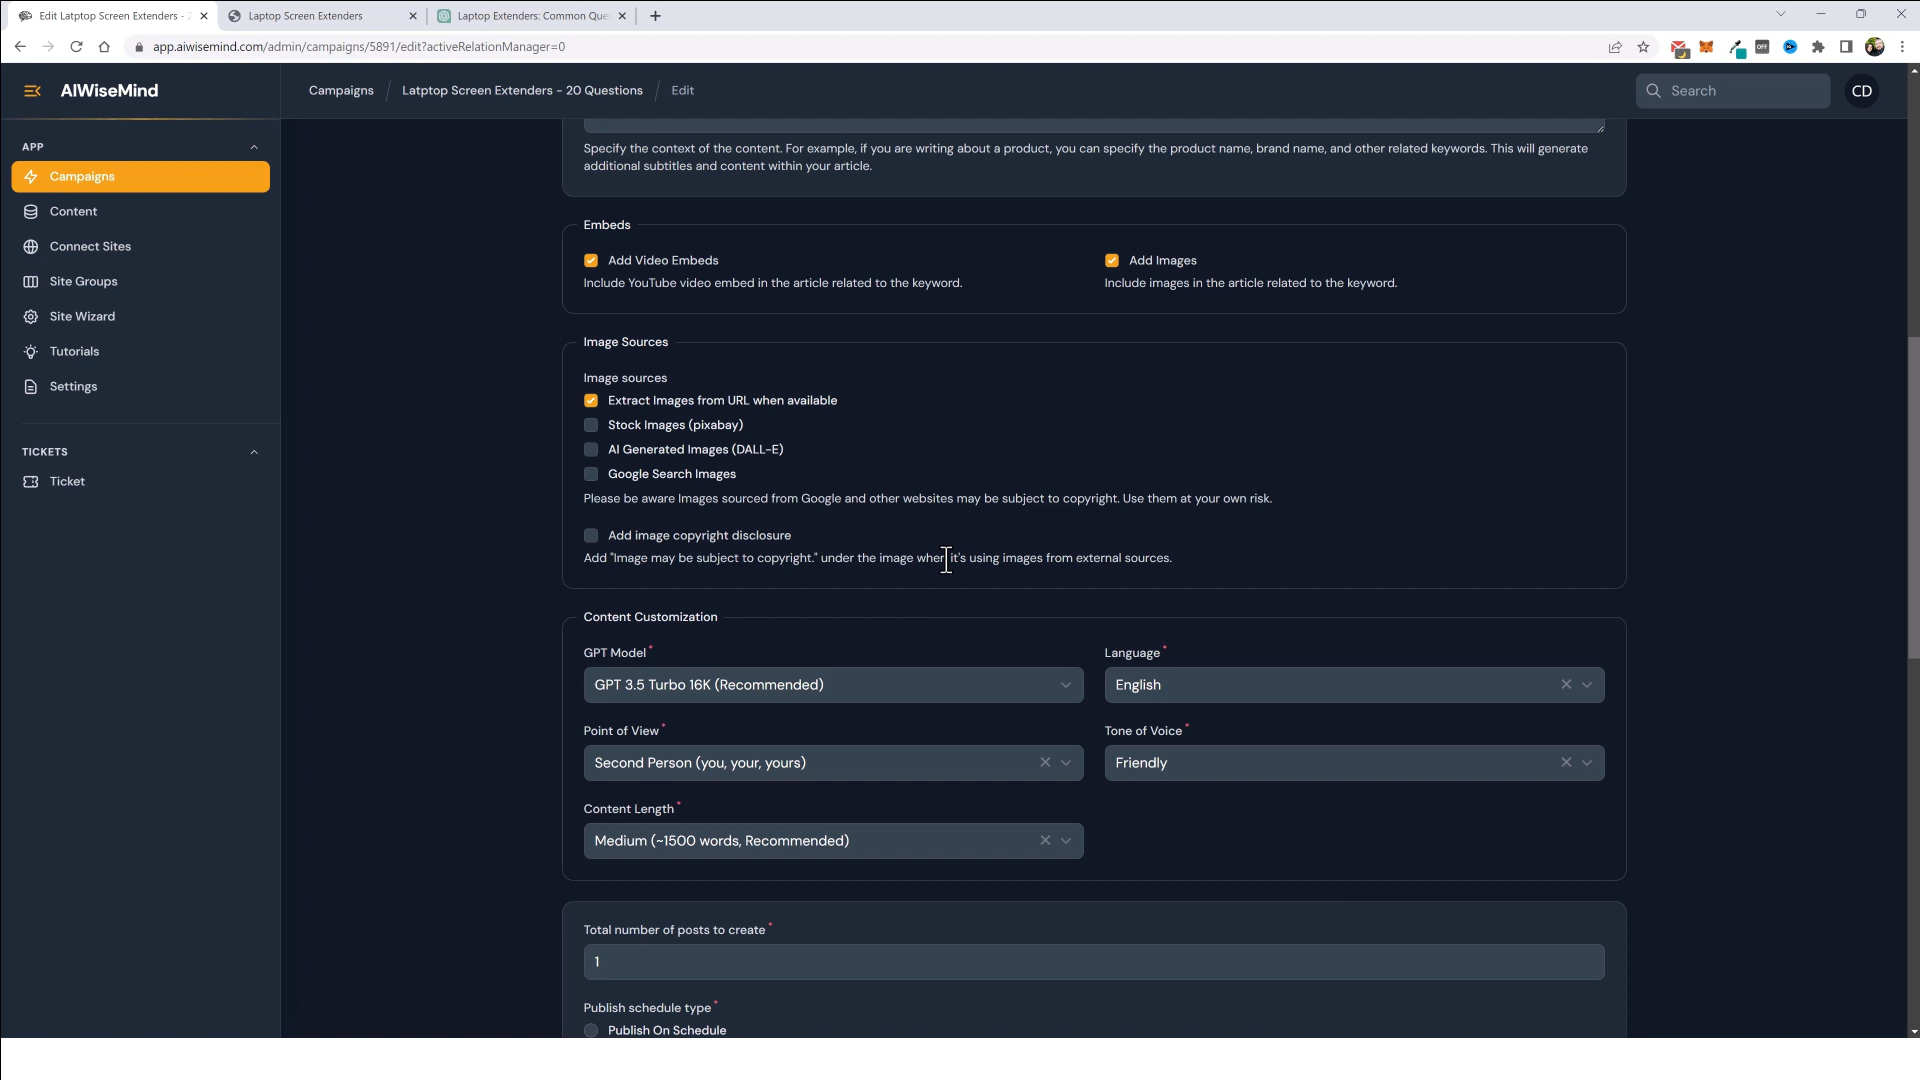 Edit Latptop Screen Extenders - 2
Laptop Screen Extenders
Laptop Extenders: Common Que
app.aiwisemind.com/admin/campaigns/5891/edit?activeRelationManager=0
OFF
AIWiseMind
Campaigns
Latptop Screen Extenders - 20 Questions
Edit
Search
CD
APP
Campaigns
Content
Connect Sites
Site Groups
Site Wizard
Tutorials
Settings
TICKETS
Ticket
Specify the context of the content. For example, if you are writing about a product, you can specify the product name, brand name, and other related keywords. This will generate
additional subtitles and content within your article.
Embeds
Add Video Embeds
Include YouTube video embed in the article related to the keyword.
Add Images
Include images in the article related to the keyword.
Image Sources
Image sources
Extract Images from URL when available
Stock Images (pixabay)
AI Generated Images (DALL-E)
Google Search Images
Please be aware Images sourced from Google and other websites may be subject to copyright. Use them at your own risk.
Add image copyright disclosure
Add "Image may be subject to copyright." under the image when it's using images from external sources.
Content Customization
GPT Model*
GPT 3.5 Turbo 16K (Recommended)
Language*
English
Point of View*
Second Person (you, your, yours)
Tone of Voice*
Friendly
Content Length*
Medium (~1500 words, Recommended)
Total number of posts to create*
1
Publish schedule type*
Publish On Schedule